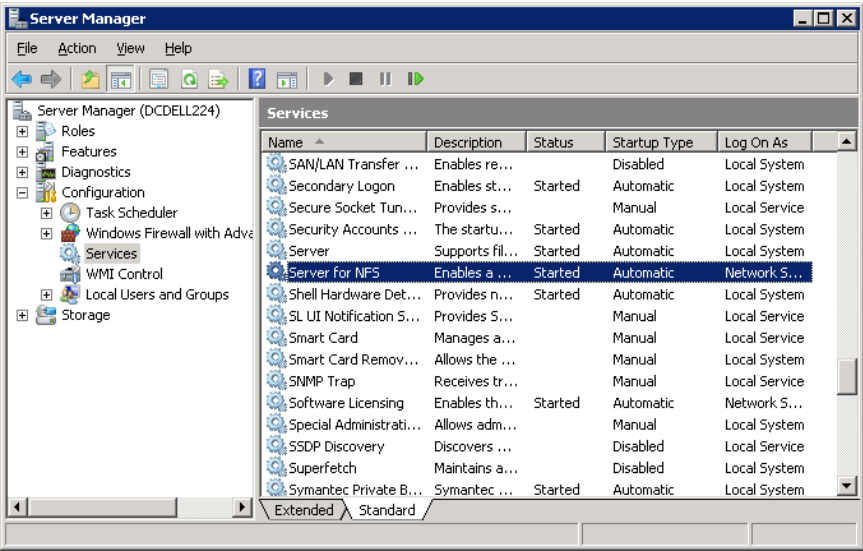 Server Manager
File Action View Help
Server Manager (DCDELL224)
Roles
Features
Diagnostics
Configuration
Task Scheduler
Windows Firewall with Adva
Services
WMI Control
Local Users and Groups
Storage
Services
Name Description Status Startup Type Log On As
SAN/LAN Transfer ... Enables re... Disabled Local System
Secondary Logon Enables st... Started Automatic Local System
Secure Socket Tun... Provides s... Manual Local Service
Security Accounts ... The startu... Started Automatic Local System
Server Supports fil... Started Automatic Local System
Server for NFS Enables a ... Started Automatic Network S...
Shell Hardware Det... Provides n... Started Automatic Local System
SL UI Notification S... Provides S... Manual Local Service
Smart Card Manages a... Manual Local Service
Smart Card Remov... Allows the ... Manual Local System
SNMP Trap Receives tr... Manual Local Service
Software Licensing Enables th... Started Automatic Network S...
Special Administrati... Allows adm... Manual Local System
SSDP Discovery Discovers ... Disabled Local Service
Superfetch Maintains a... Disabled Local System
Symantec Private B... Symantec ... Started Automatic Local System
Extended Standard